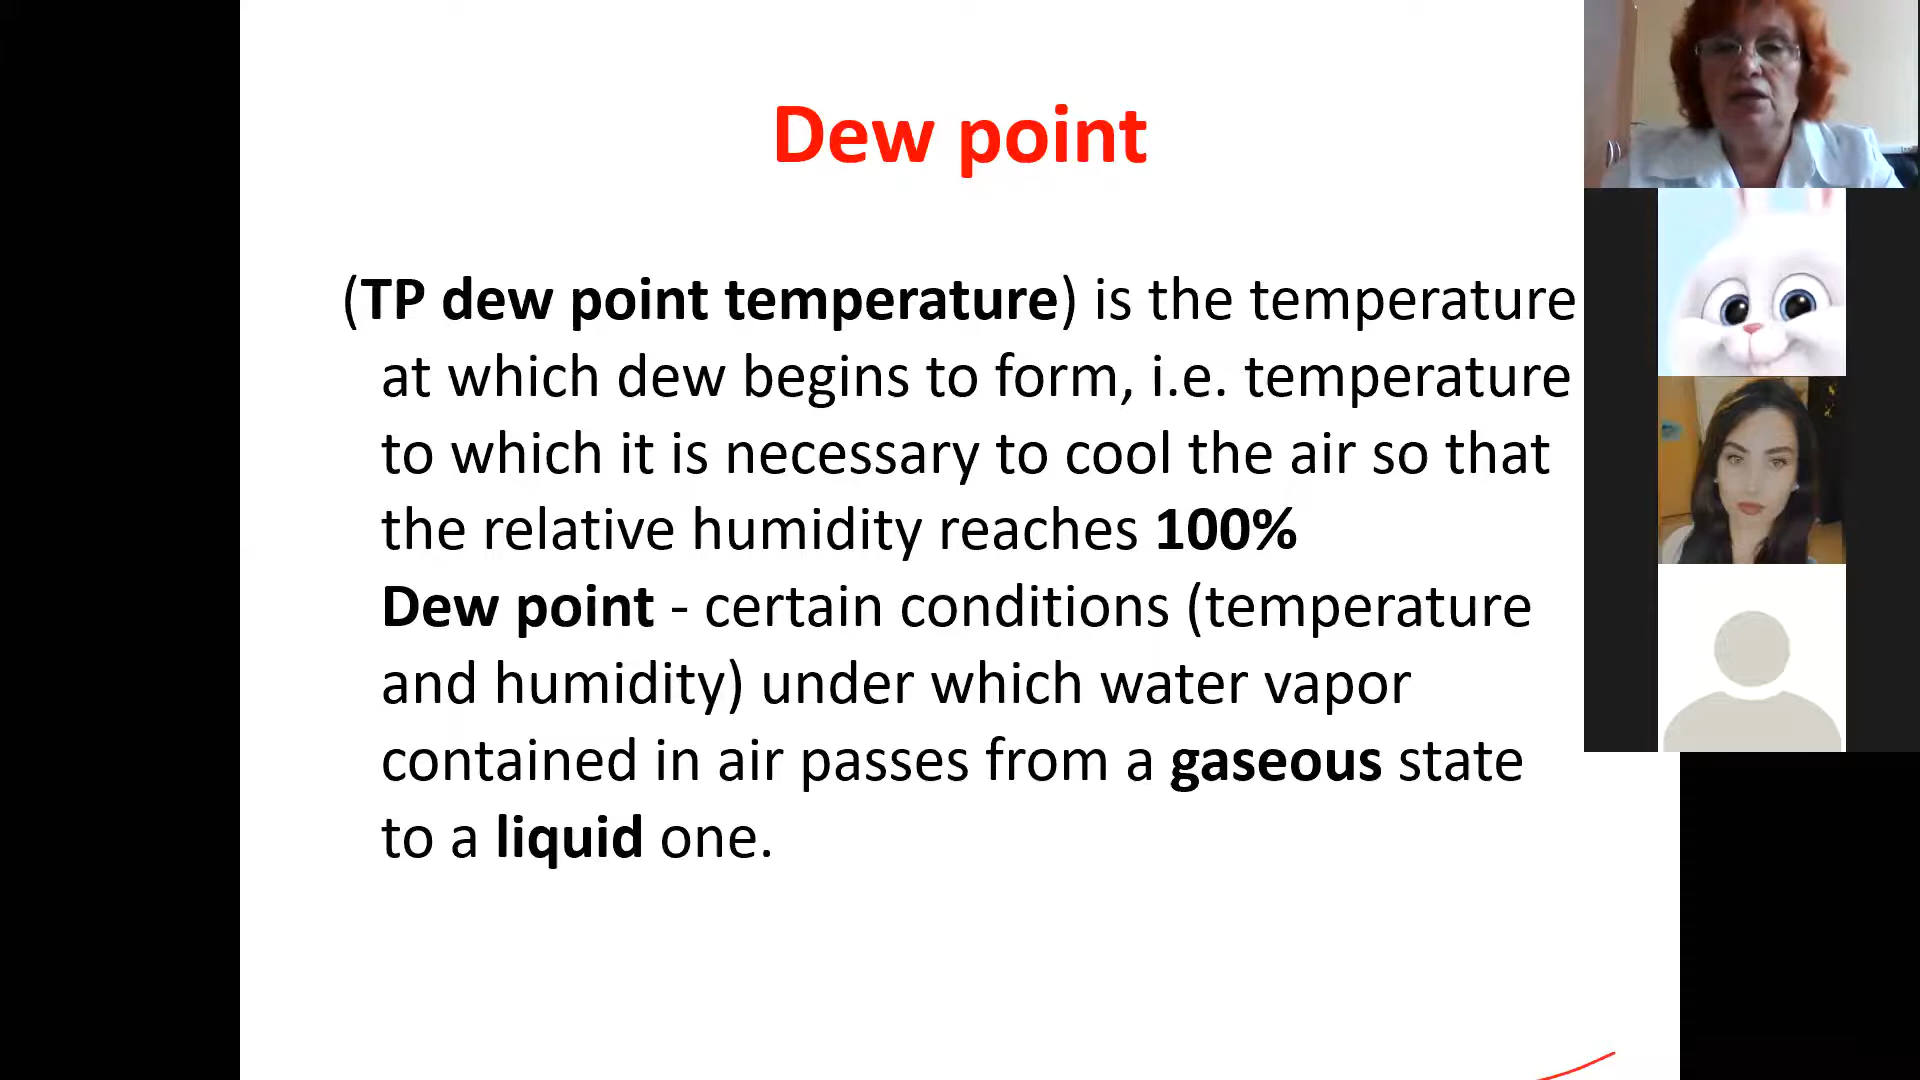 Dew point
(TP dew point temperature) is the temperature
at which dew begins to form, i.e. temperature
to which it is necessary to cool the air so that
the relative humidity reaches 100%
Dew point - certain conditions (temperature
and humidity) under which water vapor
contained in air passes from a gaseous state
to a liquid one.